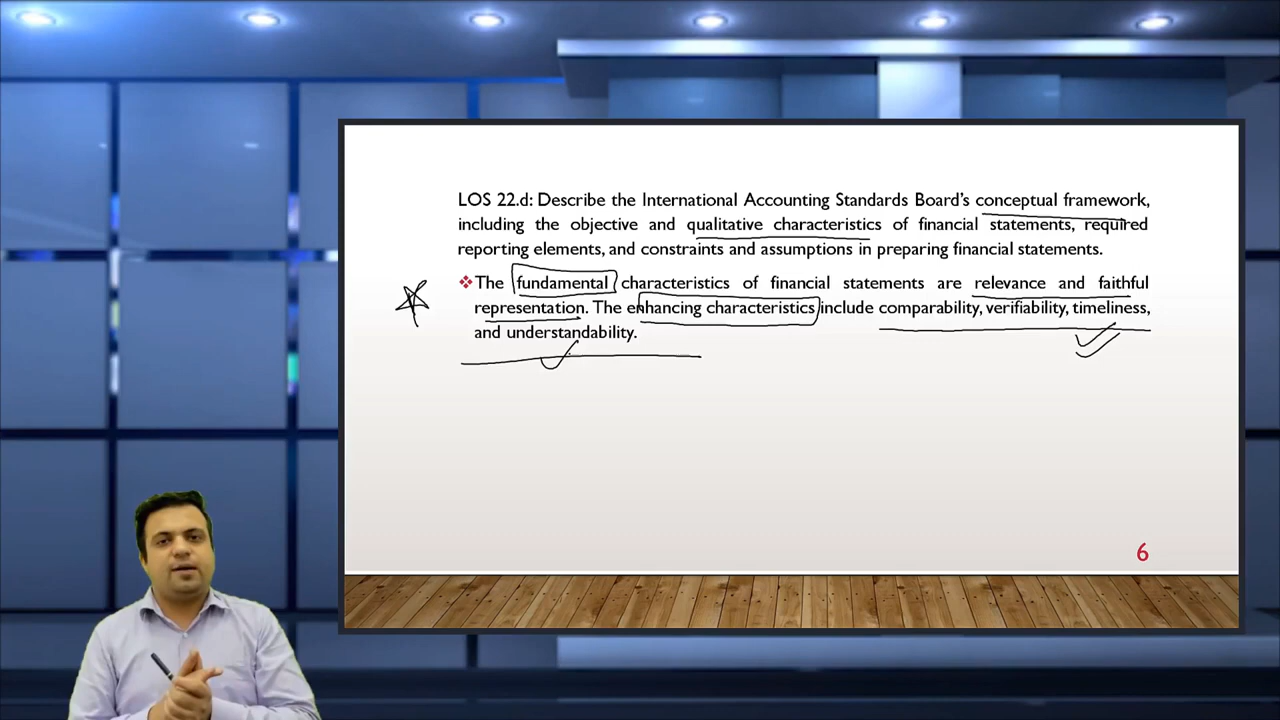 LOS 22.d: Describe the International Accounting Standards Board's conceptual framework,
including the objective and qualitative characteristics of financial statements, required
reporting elements, and constraints and assumptions in preparing financial statements.
❖The fundamental characteristics of financial statements are relevance and faithful
representation. The enhancing characteristics include comparability, verifiability, timeliness,
and understandability.
6